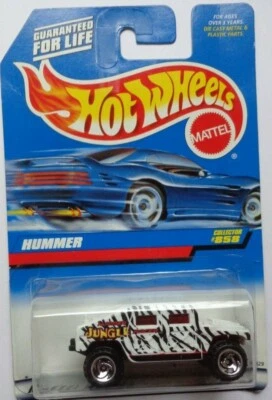 GUARANTEED
FOR LIFE
FOR AGES
OVER 3 YEARS.
DIE CAST METAL &
PLASTIC PARTS.
HOT WHEELS
MATTEL
®
HUMMER
COLLECTOR
#858
JUNGLE